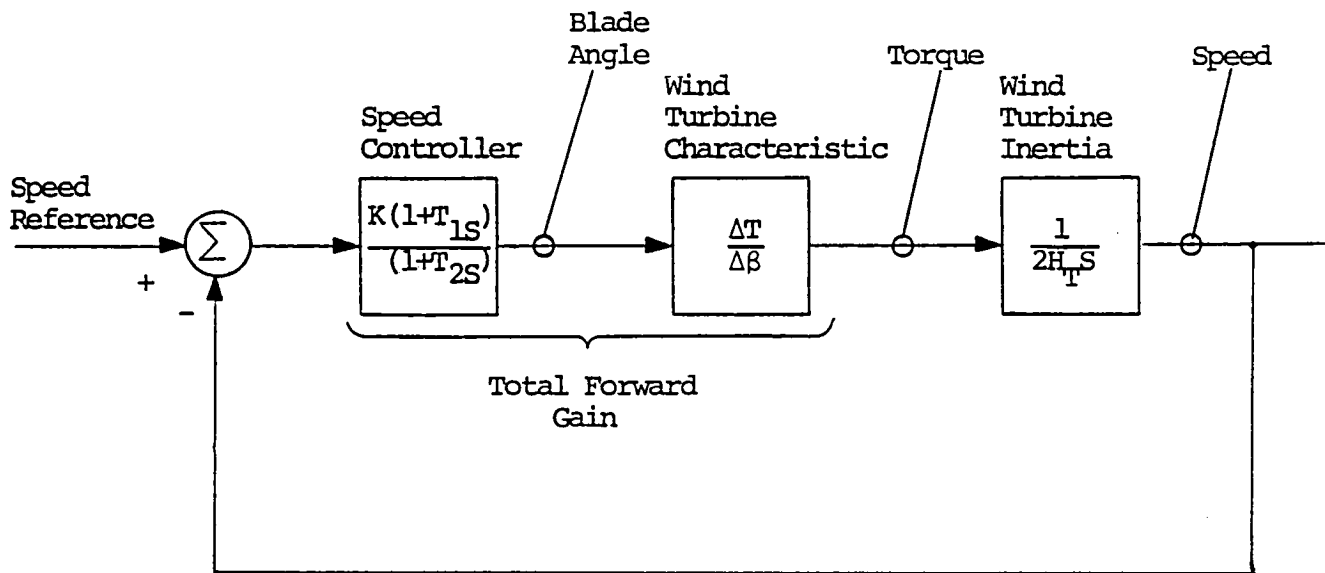 Blade
Angle
Torque
Speed
Wind
Turbine
Characteristic
Wind
Turbine
Inertia
Speed
Controller
Speed
Reference
Σ
+
-
K(1+T1S)
(1+T2S)
ΔT
Δβ
1
2HTS
Total Forward
Gain